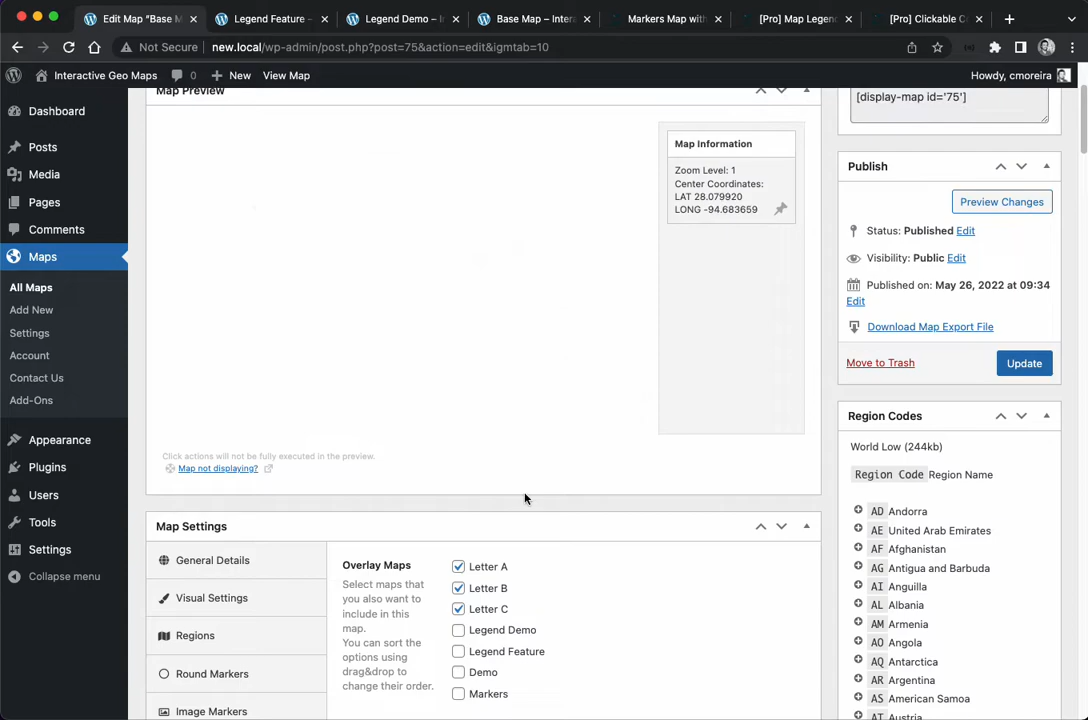 Edit Map "Base M
Legend Feature –
Legend Demo – In
Base Map – Intera
Markers Map with
[Pro] Map Legen
[Pro] Clickable C
Not Secure
new.local/wp-admin/post.php?post=75&action=edit&igmtab=10
Interactive Geo Maps
0
New
View Map
Howdy, cmoreira
Dashboard
Posts
Media
Pages
Comments
Maps
All Maps
Add New
Settings
Account
Contact Us
Add-Ons
Appearance
Plugins
Users
Tools
Settings
Collapse menu
Map Preview
Map Information
Zoom Level: 1
Center Coordinates:
LAT 28.079920
LONG -94.683659
Click actions will not be fully executed in the preview.
Map not displaying?
Map Settings
General Details
Visual Settings
Regions
Round Markers
Image Markers
Overlay Maps
Select maps that
you also want to
include in this
map.
You can sort the
options using
drag&drop to
change their order.
Letter A
Letter B
Letter C
Legend Demo
Legend Feature
Demo
Markers
[display-map id='75']
Publish
Preview Changes
Status: Published Edit
Visibility: Public Edit
Published on: May 26, 2022 at 09:34
Edit
Download Map Export File
Move to Trash
Update
Region Codes
World Low (244kb)
Region Code Region Name
AD Andorra
AE United Arab Emirates
AF Afghanistan
AG Antigua and Barbuda
AI Anguilla
AL Albania
AM Armenia
AO Angola
AQ Antarctica
AR Argentina
AS American Samoa
AT Austria